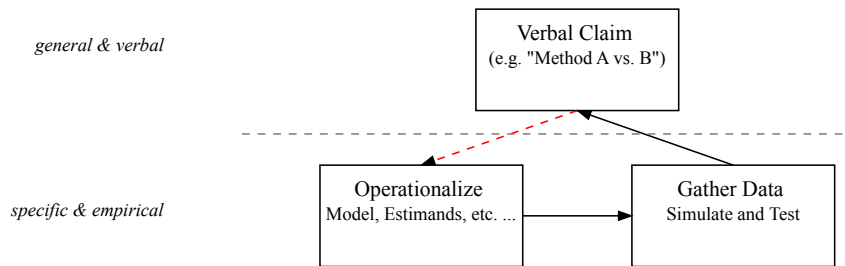 general & verbal
Verbal Claim
(e.g. "Method A vs. B")
specific & empirical
Operationalize
Model, Estimands, etc. ...
Gather Data
Simulate and Test